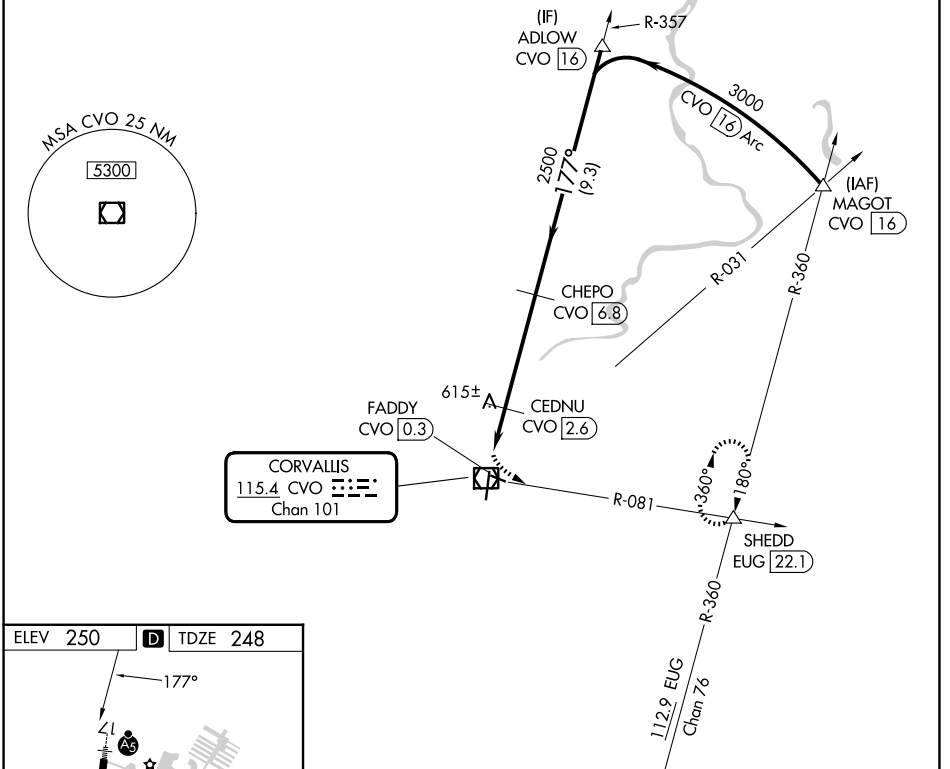 (IF)
ADLOW
CVO 16
R-357
MSA CVO 25 NM
5300
3000
CVO 16 Arc
2500
177°
(9.3)
(IAF)
MAGOT
CVO 16
R-031
R-360
CHEPO
CVO 6.8
615±
CEDNU
CVO 2.6
FADDY
CVO 0.3
CORVALLIS
115.4 CVO
Chan 101
R-081
360°
180°
SHEDD
EUG 22.1
R-360
112.9 EUG
Chan 76
ELEV 250 D TDZE 248
177°
17
A5